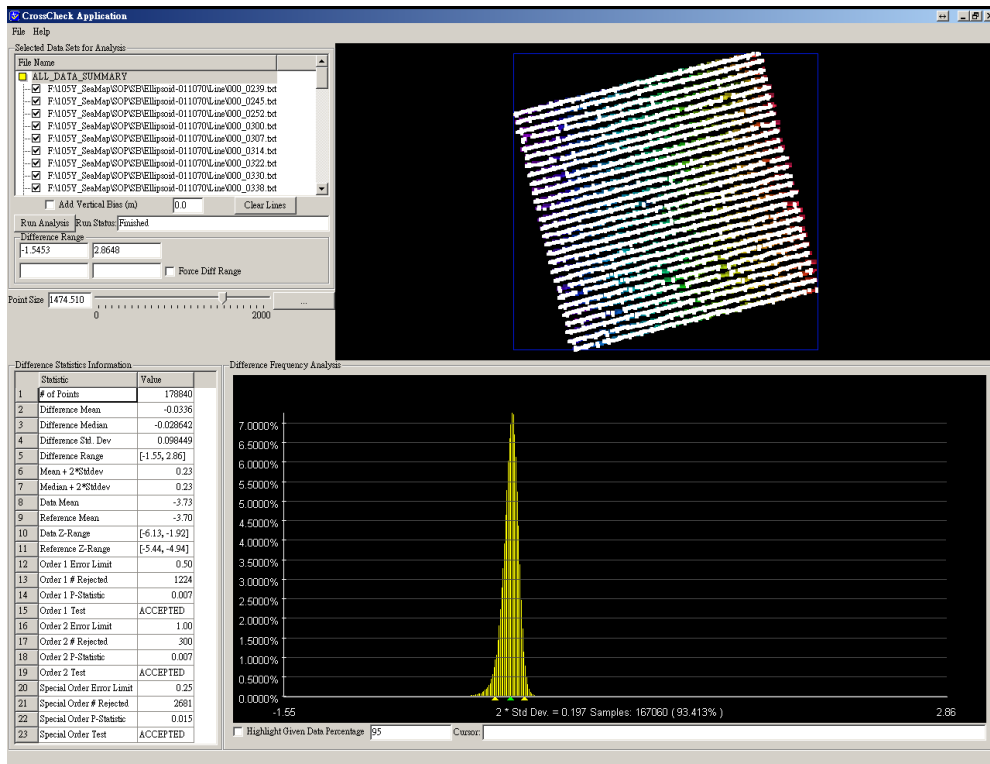 CrossCheck Application
File Help
Selected Data Sets for Analysis
File Name
ALL_DATA_SUMMARY
F:\105Y_SeaMap\SOP\SB\Ellipsoid-011070\Line\000_0239.txt
F:\105Y_SeaMap\SOP\SB\Ellipsoid-011070\Line\000_0245.txt
F:\105Y_SeaMap\SOP\SB\Ellipsoid-011070\Line\000_0252.txt
F:\105Y_SeaMap\SOP\SB\Ellipsoid-011070\Line\000_0300.txt
F:\105Y_SeaMap\SOP\SB\Ellipsoid-011070\Line\000_0307.txt
F:\105Y_SeaMap\SOP\SB\Ellipsoid-011070\Line\000_0314.txt
F:\105Y_SeaMap\SOP\SB\Ellipsoid-011070\Line\000_0322.txt
F:\105Y_SeaMap\SOP\SB\Ellipsoid-011070\Line\000_0330.txt
F:\105Y_SeaMap\SOP\SB\Ellipsoid-011070\Line\000_0338.txt
Add Vertical Bias (m) 0.0 Clear Lines
Run Analysis Run Status: Finished
Difference Range
-1.5453 2.8648
Force Diff Range
Point Size 1474.510 ...
0 2000
Difference Statistics Information
Statistic Value
1 # of Points 178840
2 Difference Mean -0.0336
3 Difference Median -0.028642
4 Difference Std. Dev 0.098449
5 Difference Range [-1.55, 2.86]
6 Mean + 2*Stddev 0.23
7 Median + 2*Stddev 0.23
8 Data Mean -3.73
9 Reference Mean -3.70
10 Data Z-Range [-6.13, -1.92]
11 Reference Z-Range [-5.44, -4.94]
12 Order 1 Error Limit 0.50
13 Order 1 # Rejected 1224
14 Order 1 P-Statistic 0.007
15 Order 1 Test ACCEPTED
16 Order 2 Error Limit 1.00
17 Order 2 # Rejected 300
18 Order 2 P-Statistic 0.007
19 Order 2 Test ACCEPTED
20 Special Order Error Limit 0.25
21 Special Order # Rejected 2681
22 Special Order P-Statistic 0.015
23 Special Order Test ACCEPTED
Difference Frequency Analysis
7.0000%
6.5000%
6.0000%
5.5000%
5.0000%
4.5000%
4.0000%
3.5000%
3.0000%
2.5000%
2.0000%
1.5000%
1.0000%
0.5000%
0.0000%
-1.55 2 * Std Dev. = 0.197 Samples: 167060 ( 93.413% ) 2.86
Highlight Given Data Percentage 95 Cursor: